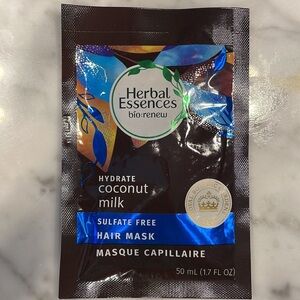 Herbal
Essences
bio:renew
HYDRATE
coconut
milk
SULFATE FREE
HAIR MASK
MASQUE CAPILLAIRE
50 mL (1.7 FL OZ)